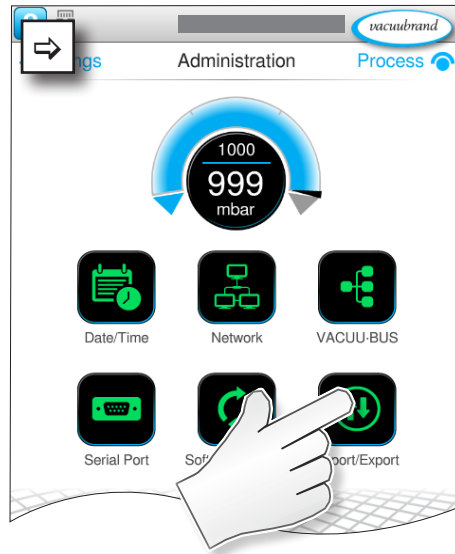 vacuubrand
ngs Administration Process
1000
999
mbar
Date/Time Network VACUU·BUS
Serial Port Sof port/Export